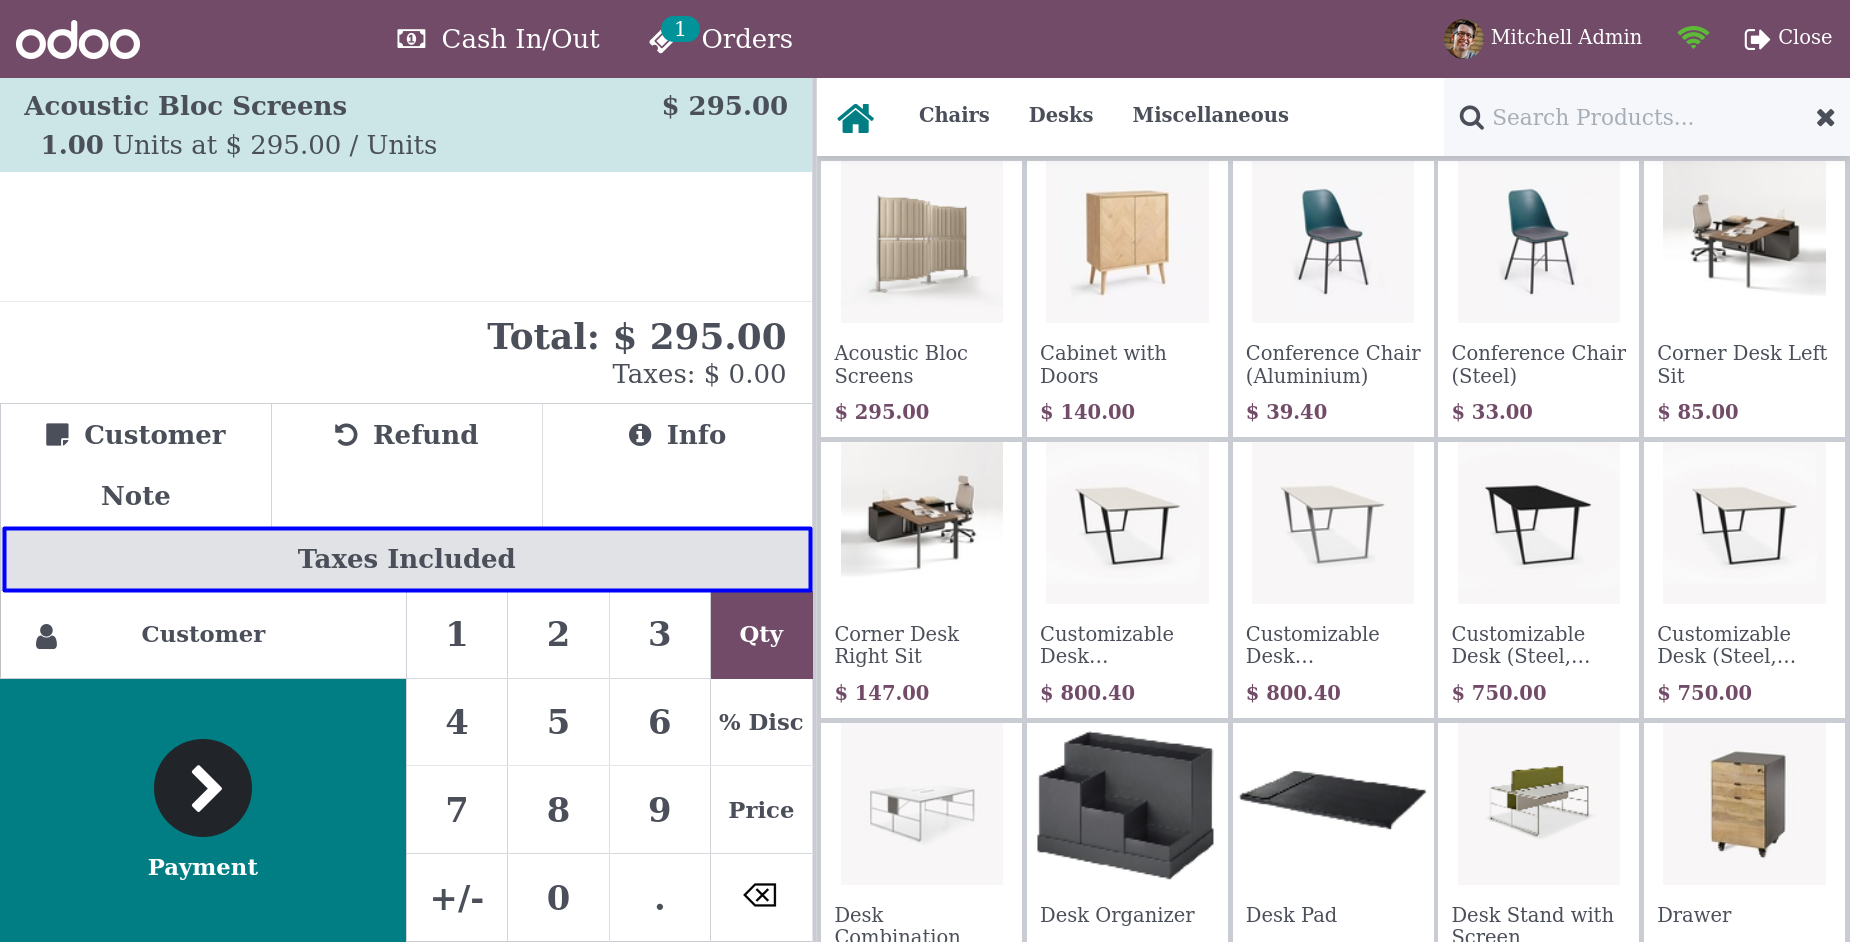 odoo
Cash In/Out
1
Orders
Mitchell Admin
Close
Acoustic Bloc Screens
$ 295.00
1.00 Units at $ 295.00 / Units
Total: $ 295.00
Taxes: $ 0.00
Customer
Note
Refund
Info
Taxes Included
Customer
1
2
3
Qty
4
5
6
% Disc
7
8
9
Price
+/-
0
.
Payment
Chairs
Desks
Miscellaneous
Search Products...
Acoustic Bloc
Screens
$ 295.00
Cabinet with
Doors
$ 140.00
Conference Chair
(Aluminium)
$ 39.40
Conference Chair
(Steel)
$ 33.00
Corner Desk Left
Sit
$ 85.00
Corner Desk
Right Sit
$ 147.00
Customizable
Desk...
$ 800.40
Customizable
Desk...
$ 800.40
Customizable
Desk (Steel,...
$ 750.00
Customizable
Desk (Steel,...
$ 750.00
Desk
Combination
Desk Organizer
Desk Pad
Desk Stand with
Screen
Drawer